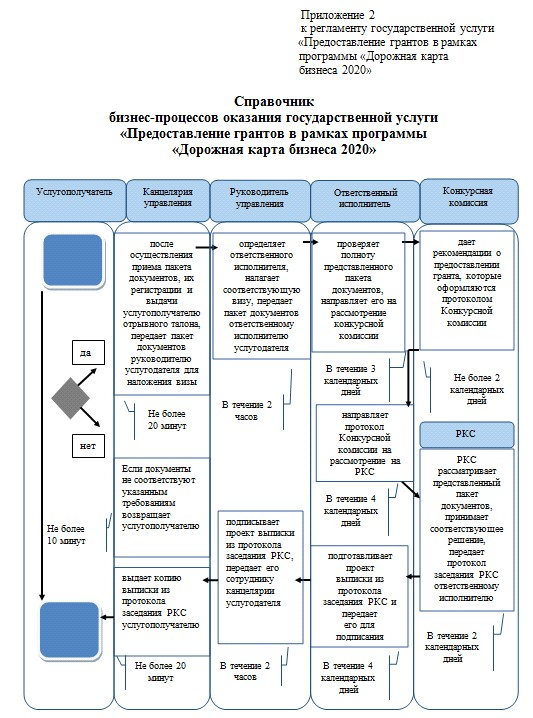 Приложение 2
к регламенту государственной услуги
«Предоставление грантов в рамках
программы «Дорожная карта
бизнеса 2020»
Справочник
бизнес-процессов оказания государственной услуги
«Предоставление грантов в рамках программы
«Дорожная карта бизнеса 2020»
Услугополучатель
Канцелярия
управления
Руководитель
управления
Ответственный
исполнитель
Конкурсная
комиссия
после
осуществления
приема пакета
документов, их
регистрации и
выдачи
услугополучателю
отрывного талона,
передает пакет
документов
руководителю
услугодателя для
наложения визы
определяет
ответственного
исполнителя,
налагает
соответствующую
визу, передает
пакет документов
ответственному
исполнителю
услугодателя
проверяет
полноту
представленного
пакета
документов,
направляет его на
рассмотрение
конкурсной
комиссии
дает
рекомендации о
предоставлении
гранта, которые
оформляются
протоколом
Конкурсной
комиссии
да
нет
Не более
20 минут
В течение 2
часов
В течение 3
календарных
дней
Не более 2
календарных
дней
направляет
протокол
Конкурсной
комиссии на
рассмотрение на
РКС
РКС
Если документы
не соответствуют
указанным
требованиям
возвращает
услугополучателю
Не более
10 минут
В течение 4
календарных
дней
РКС
рассматривает
представленный
пакет
документов,
принимает
соответствующее
решение,
передает
протокол
заседания РКС
ответственному
исполнителю
подписывает
проект выписки
из протокола
заседания РКС,
передает его
сотруднику
канцелярии
услугодателя
подготавливает
проект
выписки из
протокола
заседания РКС и
передает
его для
подписания
выдает копию
выписки из
протокола
заседания РКС
услугополучателю
Не более 20
минут
В течение 2
часов
В течение 4
календарных
дней
В течение 2
календарных
дней